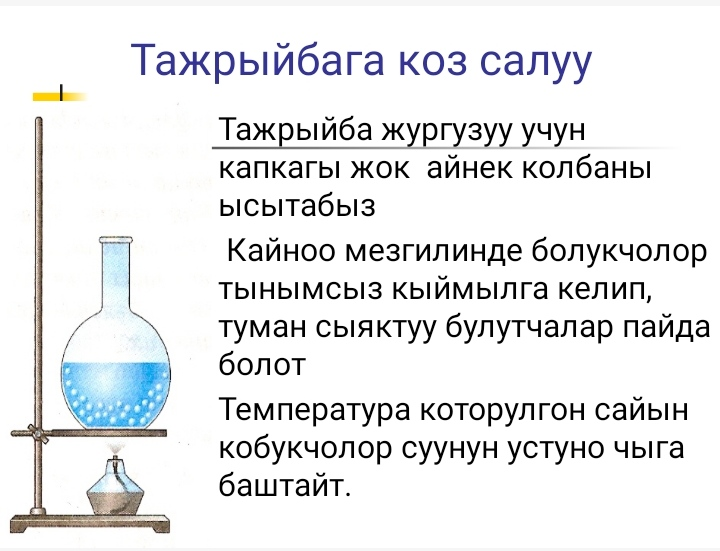 Тажрыйбага коз салуу
Тажрыйба жургузуу учун
капкагы жок айнек колбаны
ысытабыз
Кайноо мезгилинде болукчолор
тынымсыз кыймылга келип,
туман сыяктуу булутчалар пайда
болот
Температура которулгон сайын
кобукчолор суунун устуно чыга
баштайт.